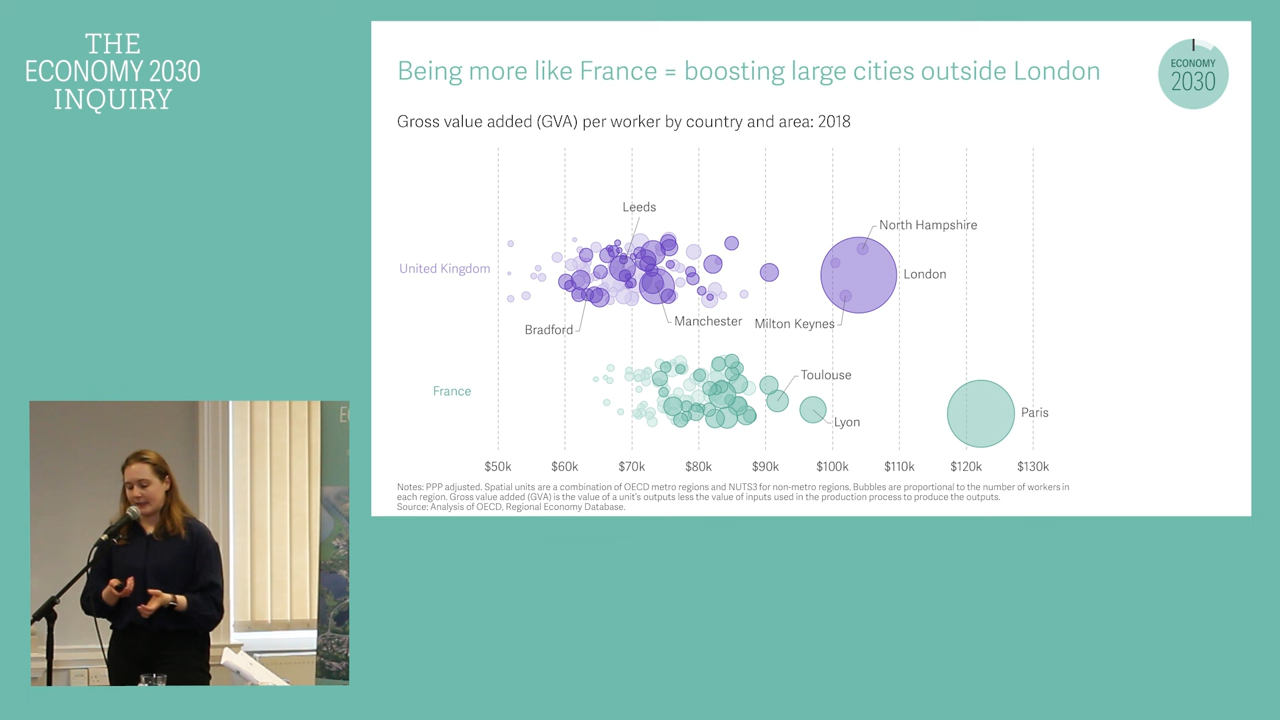 THE
ECONOMY 2030
INQUIRY
Being more like France = boosting large cities outside London
ECONOMY
2030
Gross value added (GVA) per worker by country and area: 2018
Leeds
North Hampshire
United Kingdom
London
Bradford
Manchester
Milton Keynes
Toulouse
France
Lyon
Paris
$50k $60k $70k $80k $90k $100k $110k $120k $130k
Notes: PPP adjusted. Spatial units are a combination of OECD metro regions and NUTS3 for non-metro regions. Bubbles are proportional to the number of workers in
each region. Gross value added (GVA) is the value of a unit's outputs less the value of inputs used in the production process to produce the outputs.
Source: Analysis of OECD, Regional Economy Database.